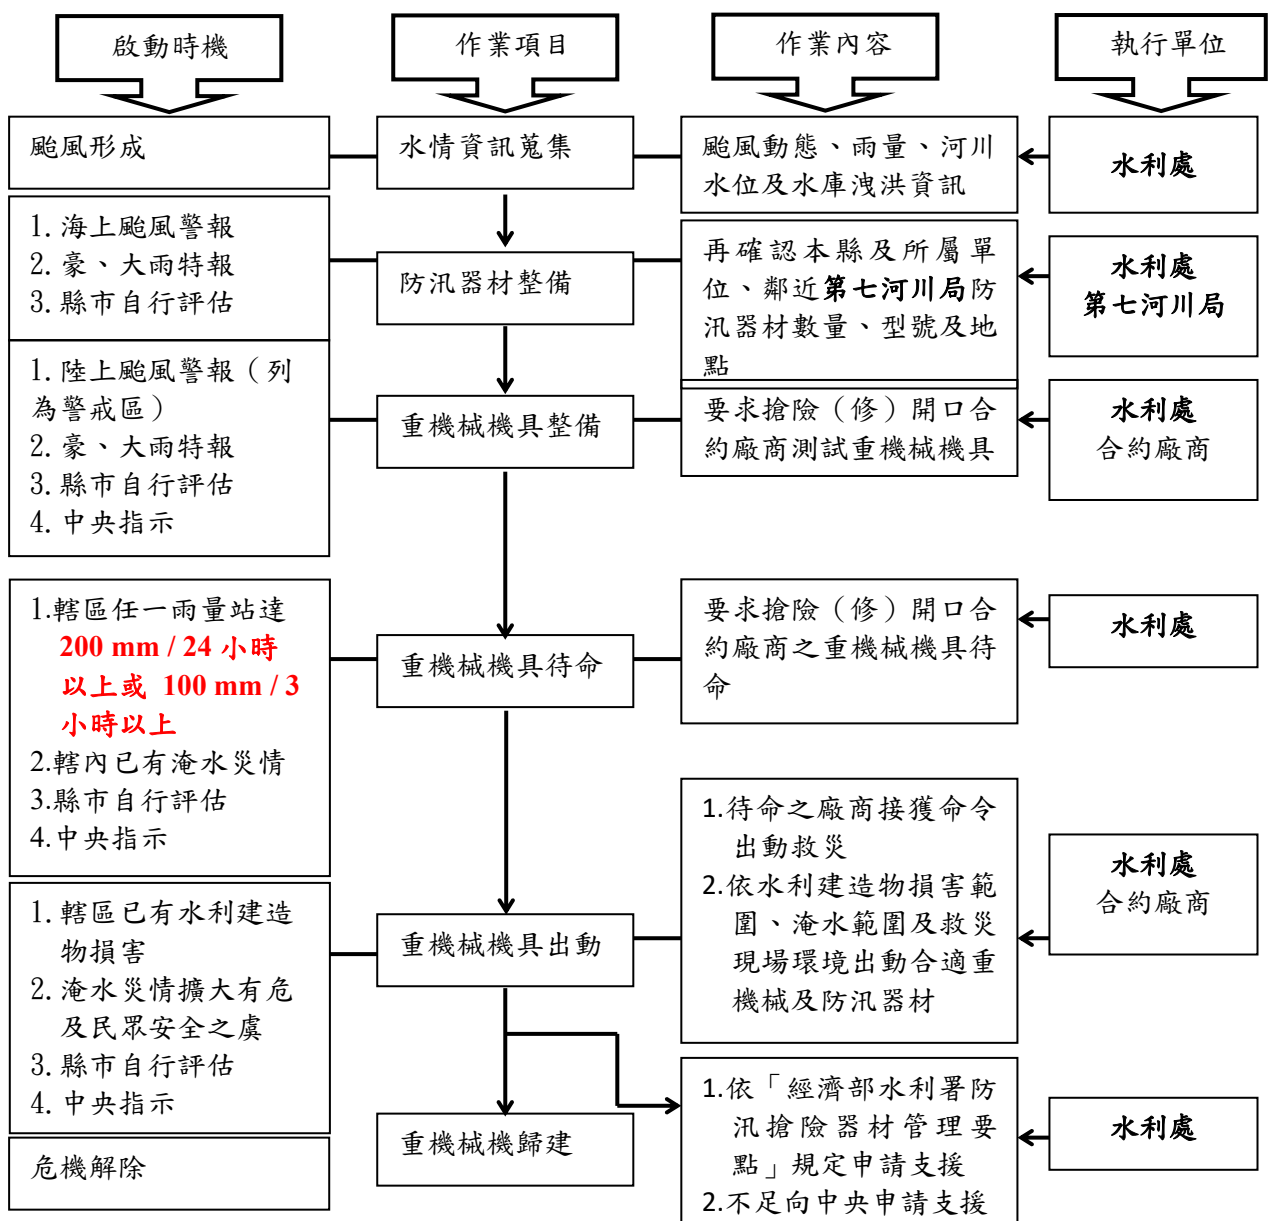 啟動時機
作業項目
作業內容
執行單位
颱風形成
水情資訊蒐集
颱風動態、雨量、河川
水位及水庫洩洪資訊
水利處
1. 海上颱風警報
2. 豪、大雨特報
3. 縣市自行評估
防汛器材整備
再確認本縣及所屬單
位、鄰近第七河川局防
汛器材數量、型號及地
點
水利處
第七河川局
1. 陸上颱風警報（列
為警戒區）
2. 豪、大雨特報
3. 縣市自行評估
4. 中央指示
重機械機具整備
要求搶險（修）開口合
約廠商測試重機械機具
水利處
合約廠商
1.轄區任一雨量站達
200 mm / 24 小時
以上或 100 mm / 3
小時以上
2.轄內已有淹水災情
3.縣市自行評估
4.中央指示
重機械機具待命
要求搶險（修）開口合
約廠商之重機械機具待
命
水利處
1. 轄區已有水利建造
物損害
2. 淹水災情擴大有危
及民眾安全之虞
3. 縣市自行評估
4. 中央指示
重機械機具出動
1.待命之廠商接獲命令
出動救災
2.依水利建造物損害範
圍、淹水範圍及救災
現場環境出動合適重
機械及防汛器材
水利處
合約廠商
危機解除
重機械機歸建
1.依「經濟部水利署防
汛搶險器材管理要
點」規定申請支援
2.不足向中央申請支援
水利處